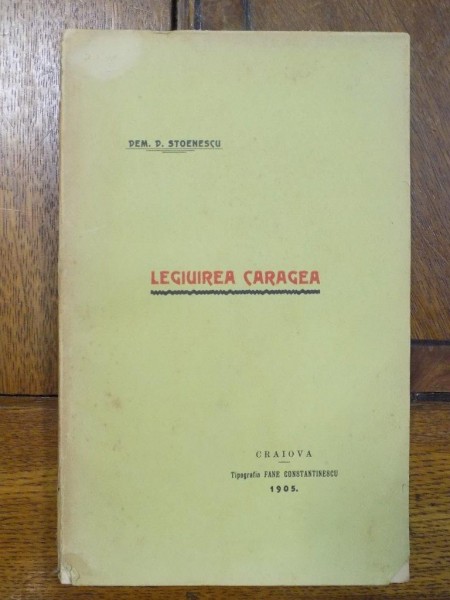 DEM. D. STOENESCU
LEGIUIREA CARAGEA
CRAIOVA
Tipografia FANE CONSTANTINESCU
1905.